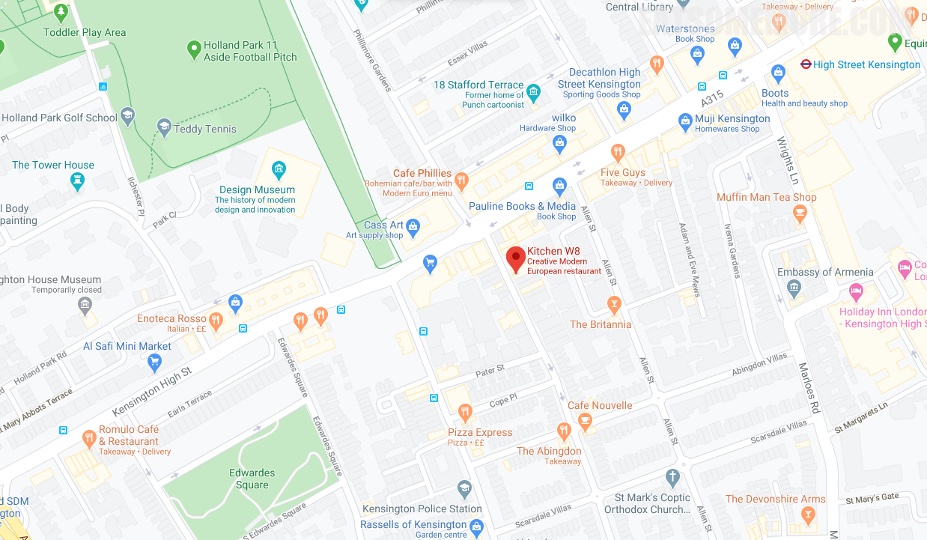 Toddler Play Area
Holland Park 11
Aside Football Pitch
Phillimore
Phillimore Gardens
Essex Villas
Central Library
Waterstones
Book Shop
Takeaway • Delivery
D
Equi
High Street Kensington
A315
Decathlon High
Street Kensington
Sporting Goods Shop
18 Stafford Terrace
Former home of
Punch cartoonist
Boots
Health and beauty shop
wilko
Hardware Shop
Muji Kensington
Homewares Shop
Holland Park Golf School
Teddy Tennis
Pl
The Tower House
Ilchester Pl
Park Cl
Design Museum
The history of modern
design and innovation
Cafe Phillies
Bohemian cafe/bar with
Modern Euro menu
Five Guys
Takeaway • Delivery
Wrights Ln
Muffin Man Tea Shop
l Body
painting
Pauline Books & Media
Book Shop
Cass Art
Art supply shop
Allen St
Allen St
Adam and Eve Mews
Iverna Gardens
Kitchen W8
Creative Modern
European restaurant
ghton House Museum
Temporarily closed
Embassy of Armenia
Co
Lon
Holiday Inn London
- Kensington High S
Enoteca Rosso
Italian • ££
The Britannia
Al Safi Mini Market
Holland Park Rd
Kensington High St
St Mary Abbots Terrace
Earls Terrace
Edwardes Square
Edwardes Square
Pater St
Cope Pl
Allen St
Abingdon Villas
Marloes Rd
Cafe Nouvelle
Romulo Café
& Restaurant
Takeaway • Delivery
Pizza Express
Pizza • ££
The Abingdon
Takeaway
Allen St
Scarsdale Villas
St Margarets Ln
Edwardes
Square
Kensington Police Station
St Mark's Coptic
Orthodox Church...
The Devonshire Arms
St Mary's Gate
d SDM
ngton
S Edwardes Square
Rassells of Kensington
Garden centre
Scarsdale Villas
Allen St
M